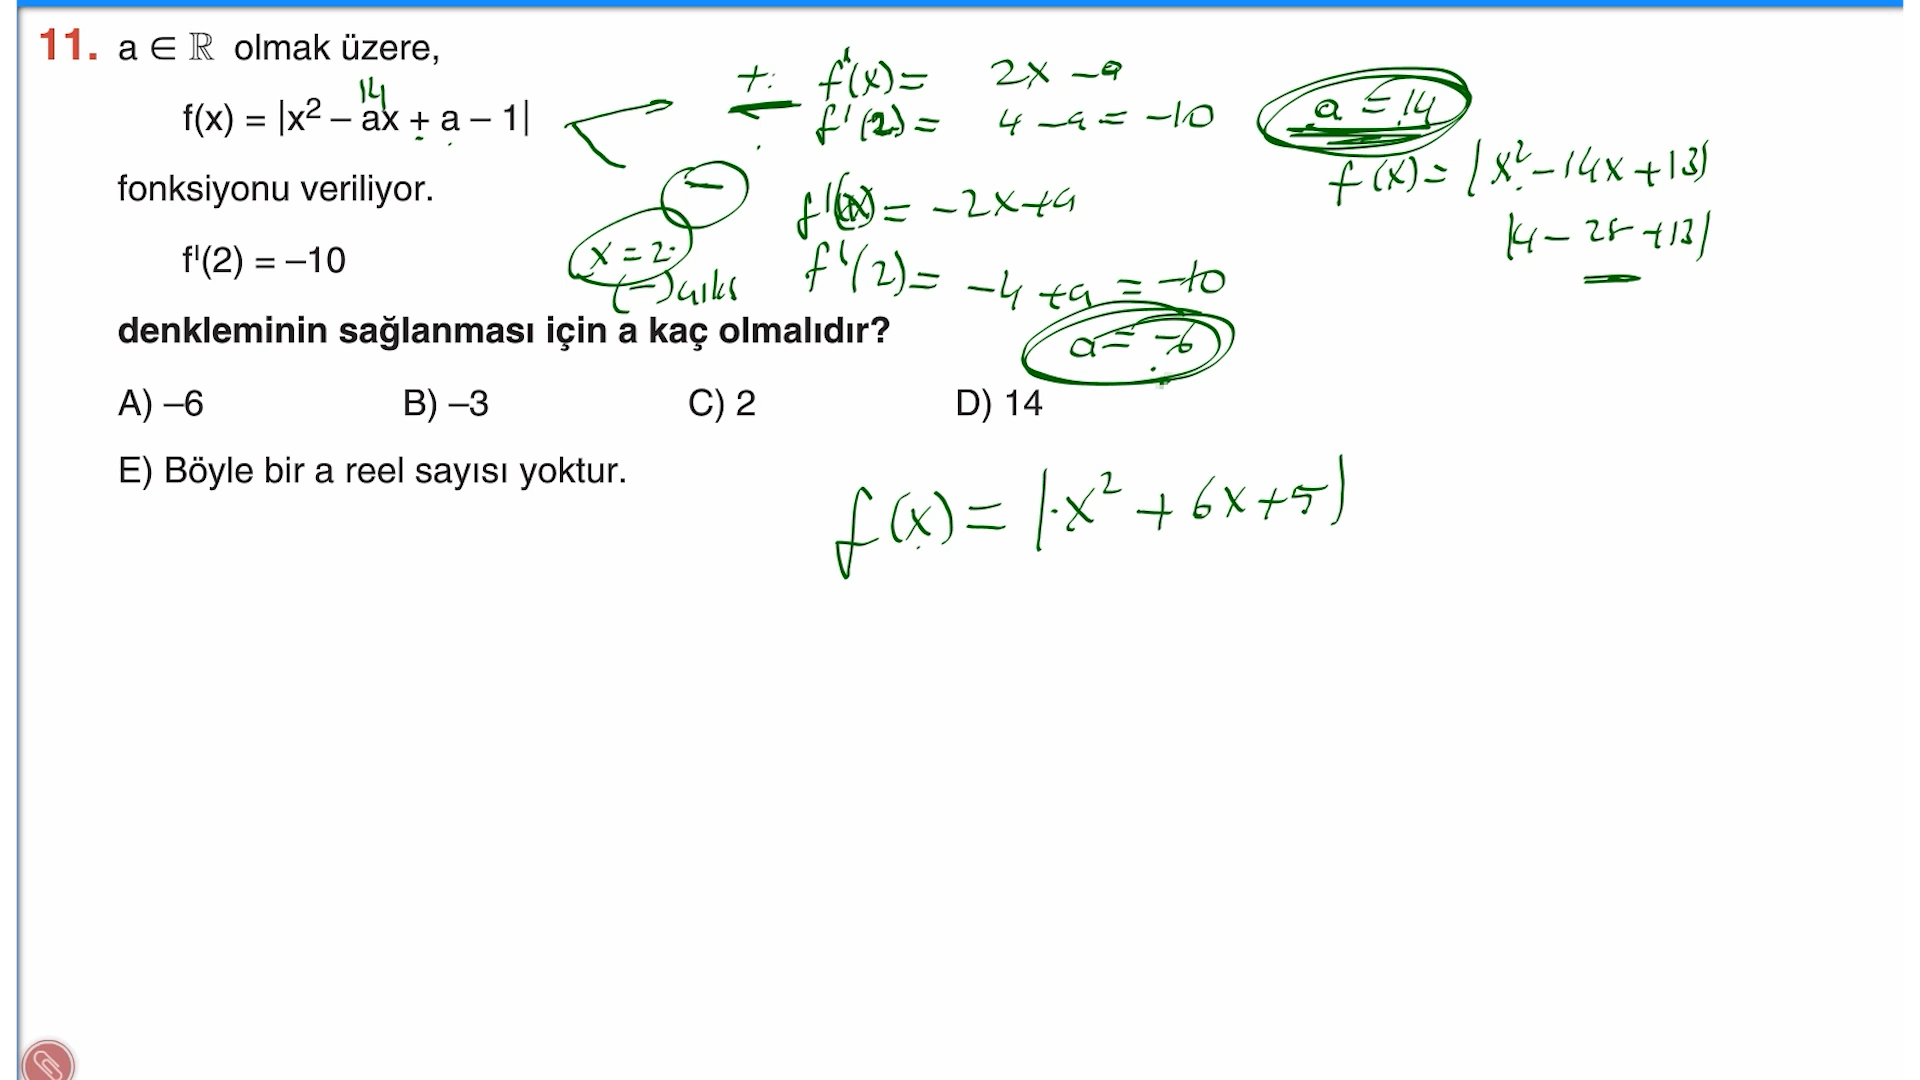 11. a ∈ ℝ olmak üzere,
14
f(x) = |x² – ax + a – 1|
fonksiyonu veriliyor.
f'(2) = –10
denkleminin sağlanması için a kaç olmalıdır?
A) –6 B) –3 C) 2 D) 14
E) Böyle bir a reel sayısı yoktur.
+: f'(x) = 2x – a
f'(2) = 4 – a = –10
a = 14
f(x) = |x² – 14x + 13|
|4 – 28 + 13|
–
x = 2
(–) çıkar
f'(x) = –2x + a
f'(2) = –4 + a = –10
a = –6
f(x) = |x² + 6x + 5|